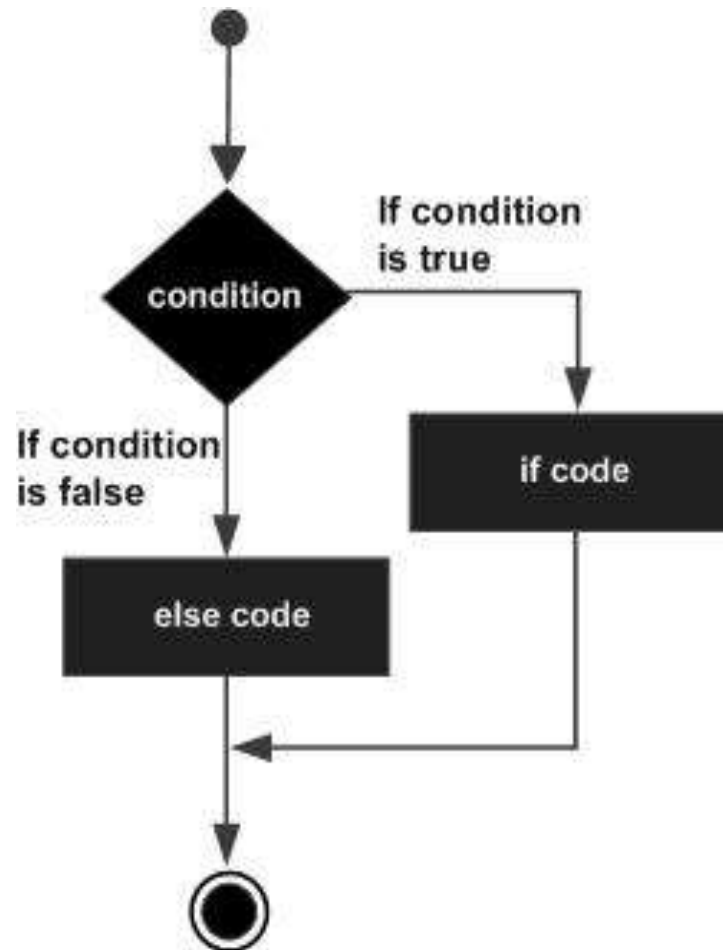 If condition
is true
condition
If condition
is false
if code
else code